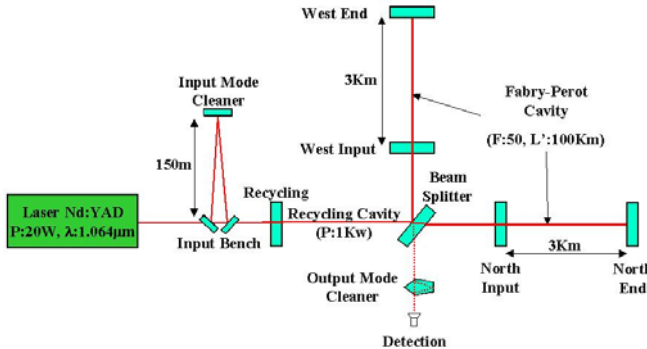 West End
3Km
Input Mode
Cleaner
Fabry-Perot
Cavity
(F:50, L':100Km)
150m
West Input
Beam
Splitter
Recycling
Laser Nd:YAD
P:20W, λ:1.064μm
Input Bench
Recycling Cavity
(P:1Kw)
3Km
North
Input
North
End
Output Mode
Cleaner
Detection